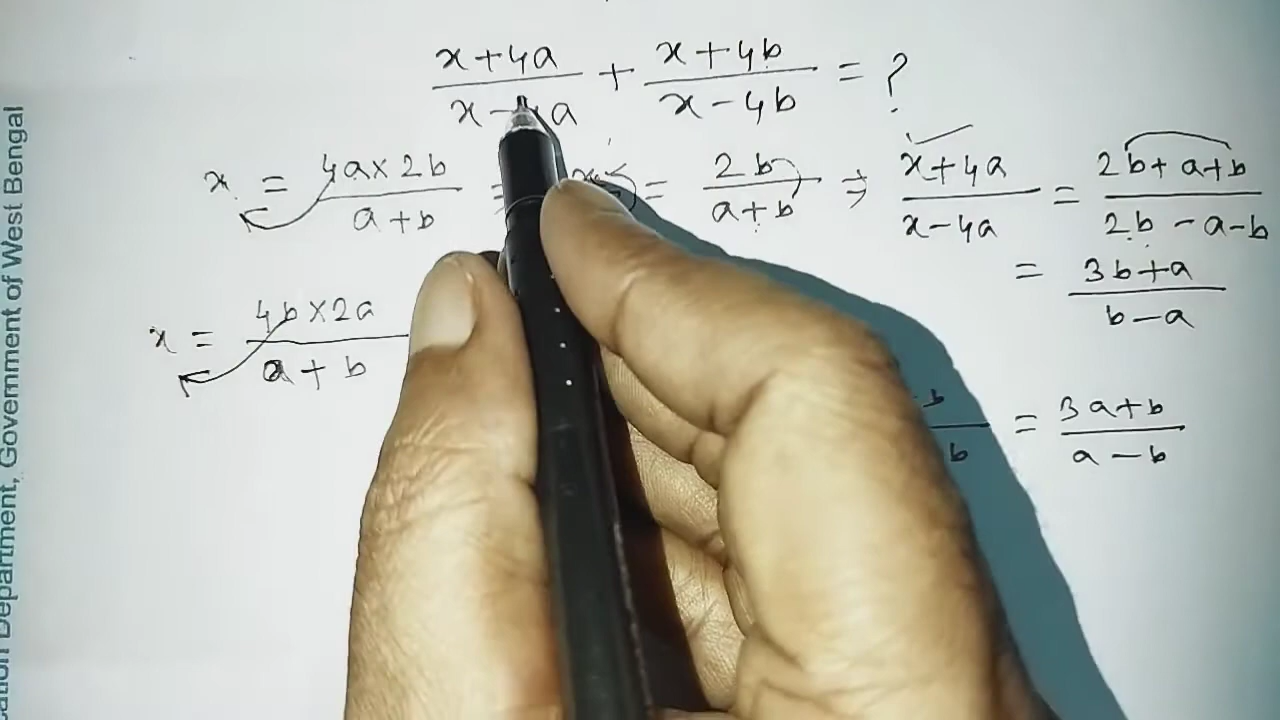 x+4a/x-4a + x+4b/x-4b = ?
x = 4a×2b/a+b = = 2b/a+b ⇒ x+4a/x-4a = 2b+a+b/2b-a-b
= 3b+a/b-a
x = 4b×2a/a+b
b/b = 3a+b/a-b
Department, Government of West Bengal